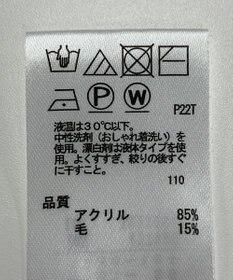 P
W
P22T
液温は30℃以下。
中性洗剤（おしゃれ着洗い）を
使用。漂白剤は液体タイプを使
用。よくすすぎ、絞りの後すぐ
に干すこと。
110
品質
アクリル 85%
毛 15%